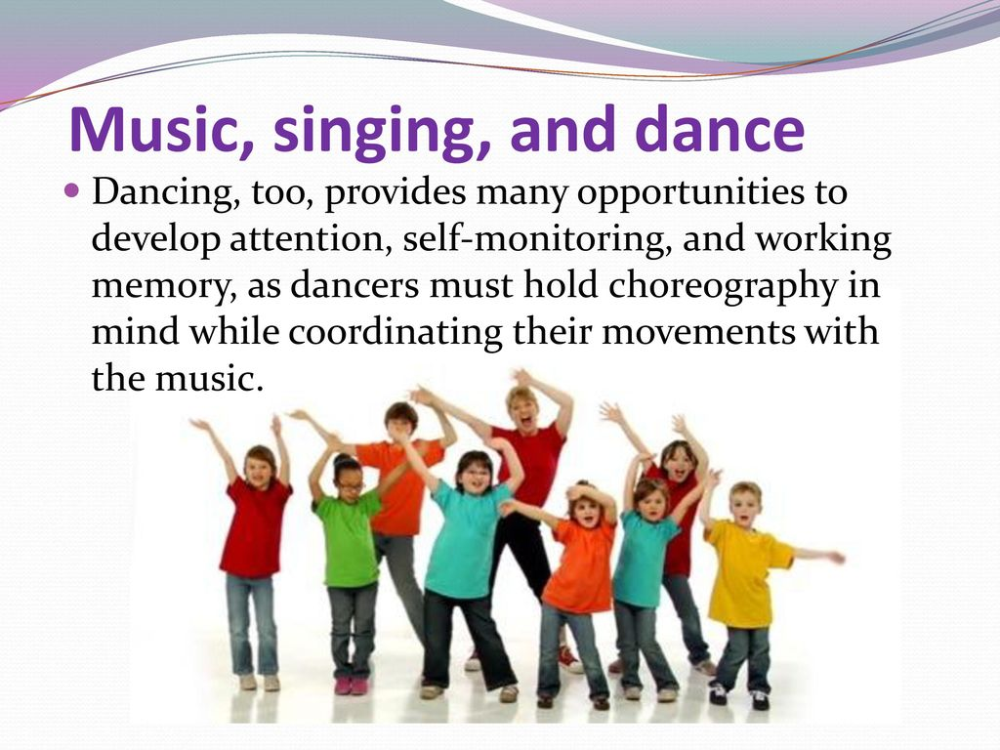 Music, singing, and dance
Dancing, too, provides many opportunities to
develop attention, self-monitoring, and working
memory, as dancers must hold choreography in
mind while coordinating their movements with
the music.